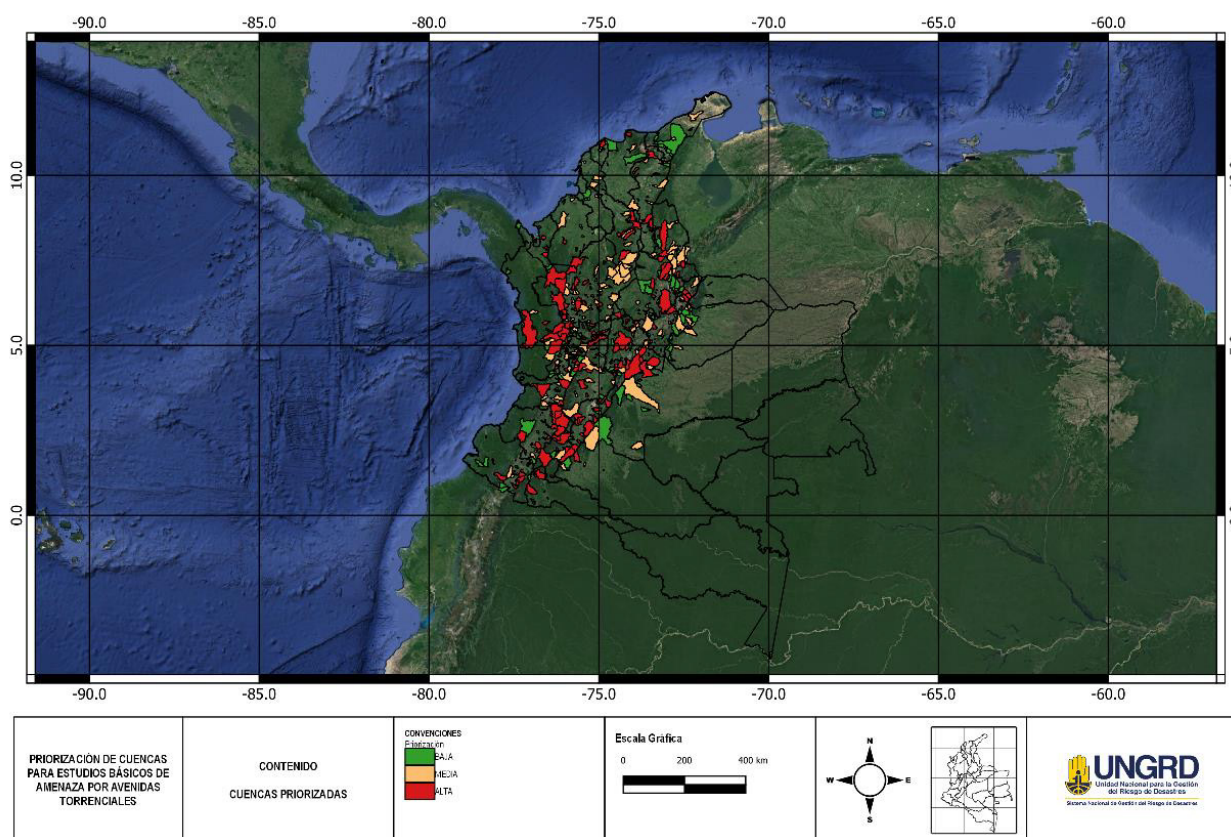 -90.0 -85.0 -80.0 -75.0 -70.0 -65.0 -60.0
10.0
5.0
0.0
-90.0 -85.0 -80.0 -75.0 -70.0 -65.0 -60.0
PRIORIZACIÓN DE CUENCAS
PARA ESTUDIOS BÁSICOS DE
AMENAZA POR AVENIDAS
TORRENCIALES
CONTENIDO
CUENCAS PRIORIZADAS
CONVENCIONES
Priorización
BAJA
MEDIA
ALTA
Escala Gráfica
0 200 400 km
N
W E
S
UNGRD
Unidad Nacional para la Gestión
del Riesgo de Desastres
Sistema Nacional de Gestión del Riesgo de Desastres